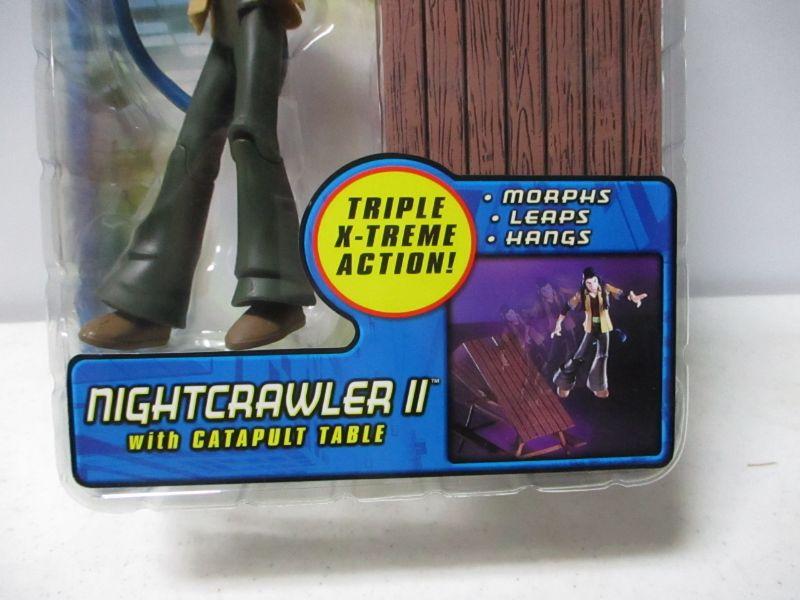 TRIPLE
X-TREME
ACTION!
• MORPHS
• LEAPS
• HANGS
NIGHTCRAWLER II™
with CATAPULT TABLE